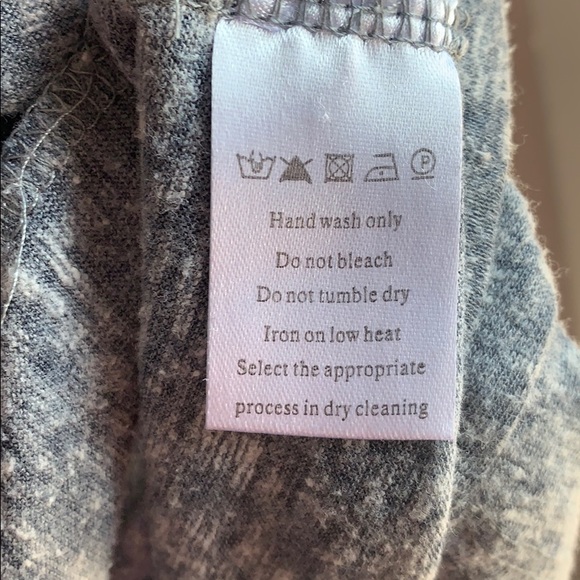 P
Hand wash only
Do not bleach
Do not tumble dry
Iron on low heat
Select the appropriate
process in dry cleaning